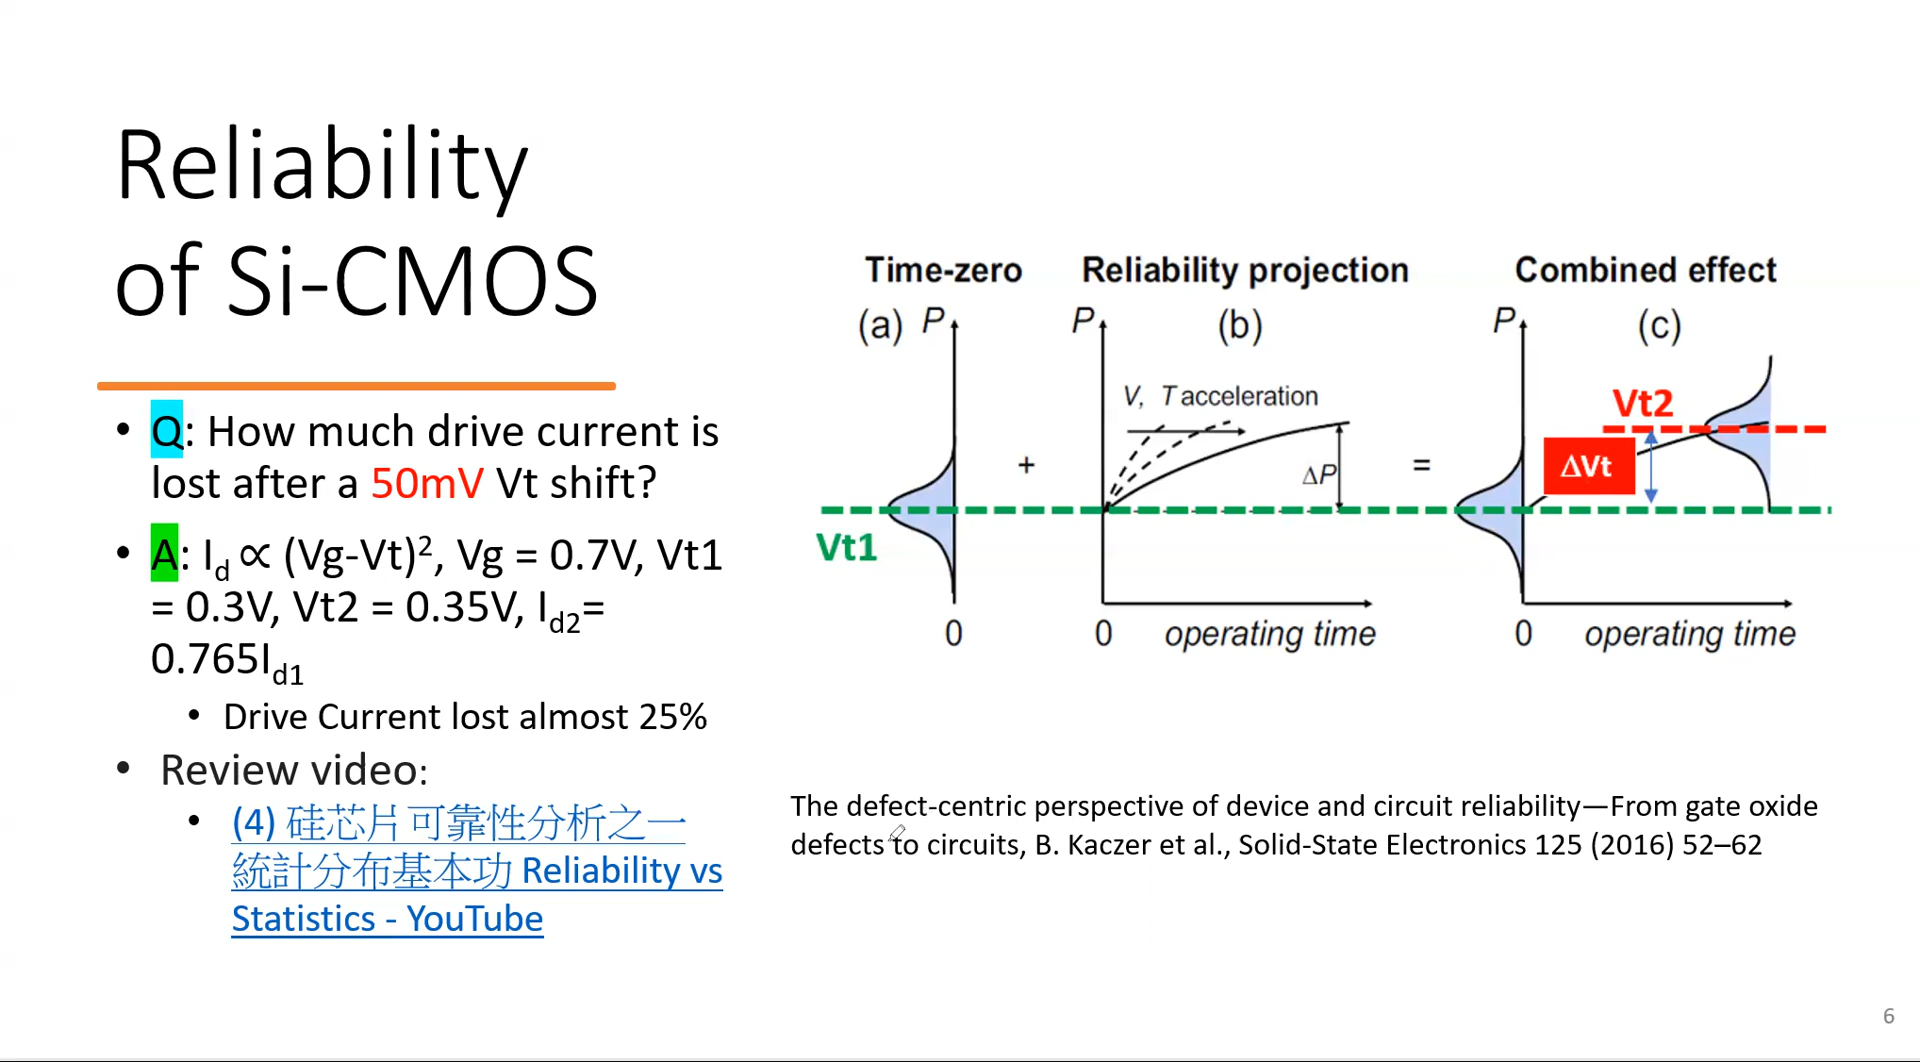 Reliability
of Si-CMOS
• Q: How much drive current is
lost after a 50mV Vt shift?
• A: Id ∝ (Vg-Vt)², Vg = 0.7V, Vt1
= 0.3V, Vt2 = 0.35V, Id2=
0.765Id1
• Drive Current lost almost 25%
• Review video:
• (4) 硅芯片可靠性分析之一
統計分布基本功 Reliability vs
Statistics - YouTube
Time-zero
(a) P
Vt1
0
+
Reliability projection
P (b)
V, T acceleration
ΔP
0 operating time
=
Combined effect
P (c)
Vt2
ΔVt
0 operating time
The defect-centric perspective of device and circuit reliability—From gate oxide
defects to circuits, B. Kaczer et al., Solid-State Electronics 125 (2016) 52–62
6